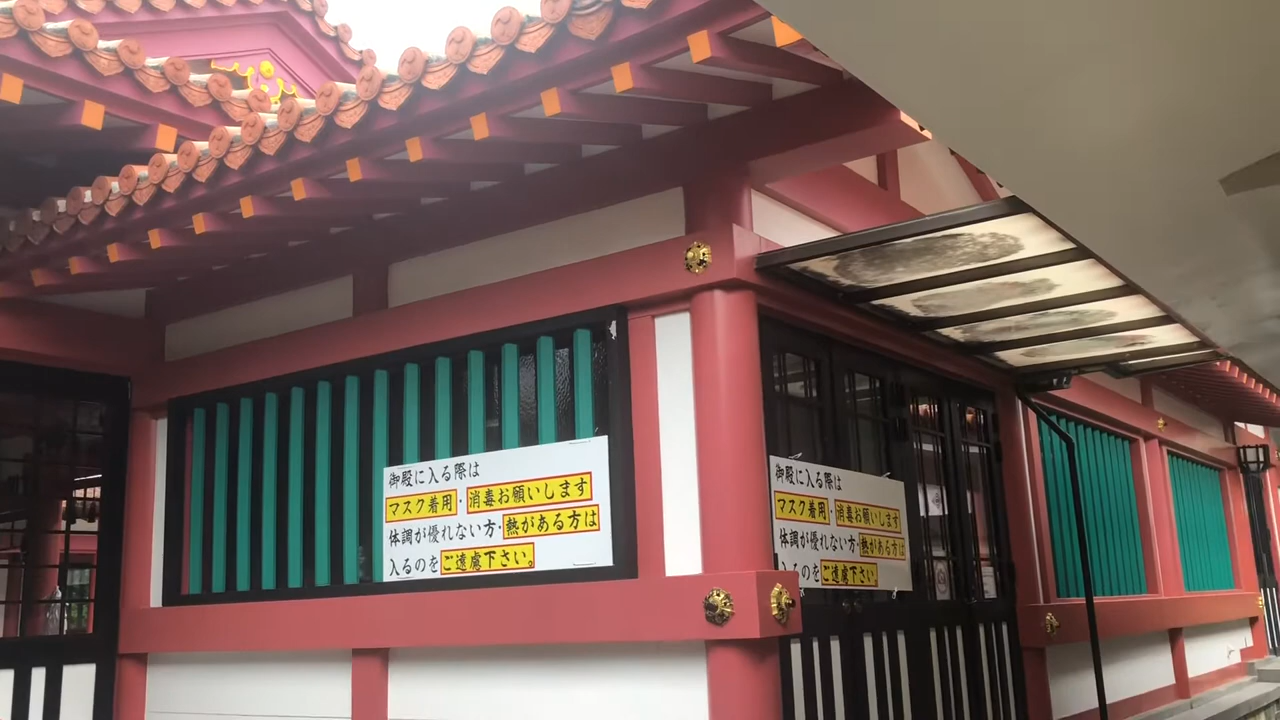 御殿に入る際は
マスク着用・消毒お願いします
体調が優れない方・熱がある方は
入るのをご遠慮下さい。
御殿に入る際は
マスク着用・消毒お願いします
体調が優れない方・熱がある方は
入るのをご遠慮下さい。